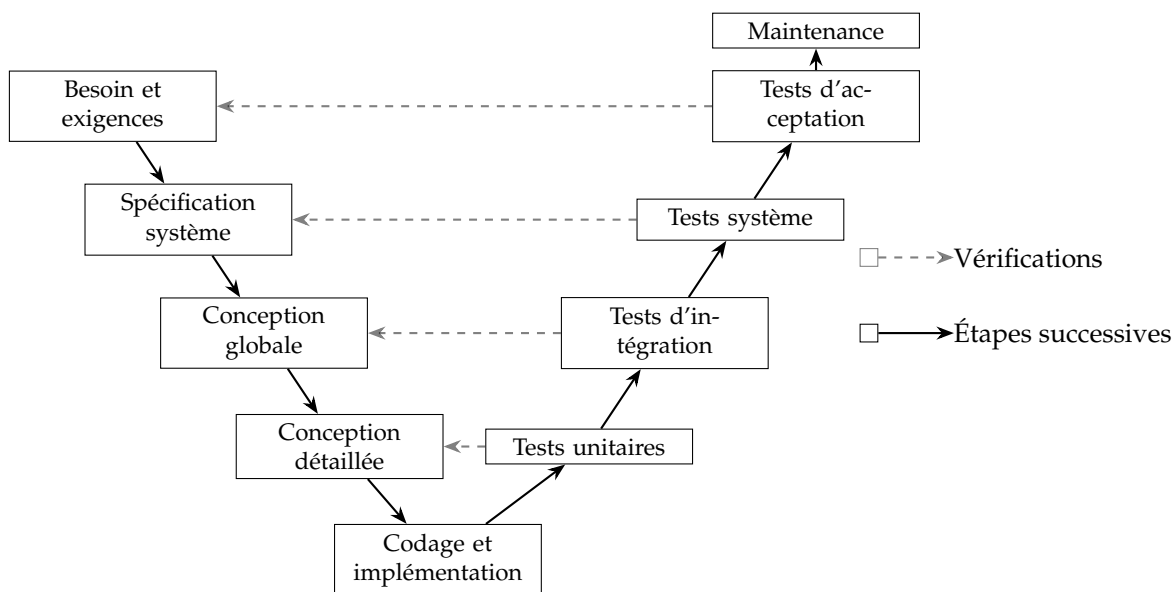 Maintenance
Besoin et
exigences
Tests d'ac-
ceptation
Spécification
système
Tests système
Vérifications
Conception
globale
Tests d'in-
tégration
Étapes successives
Conception
détaillée
Tests unitaires
Codage et
implémentation